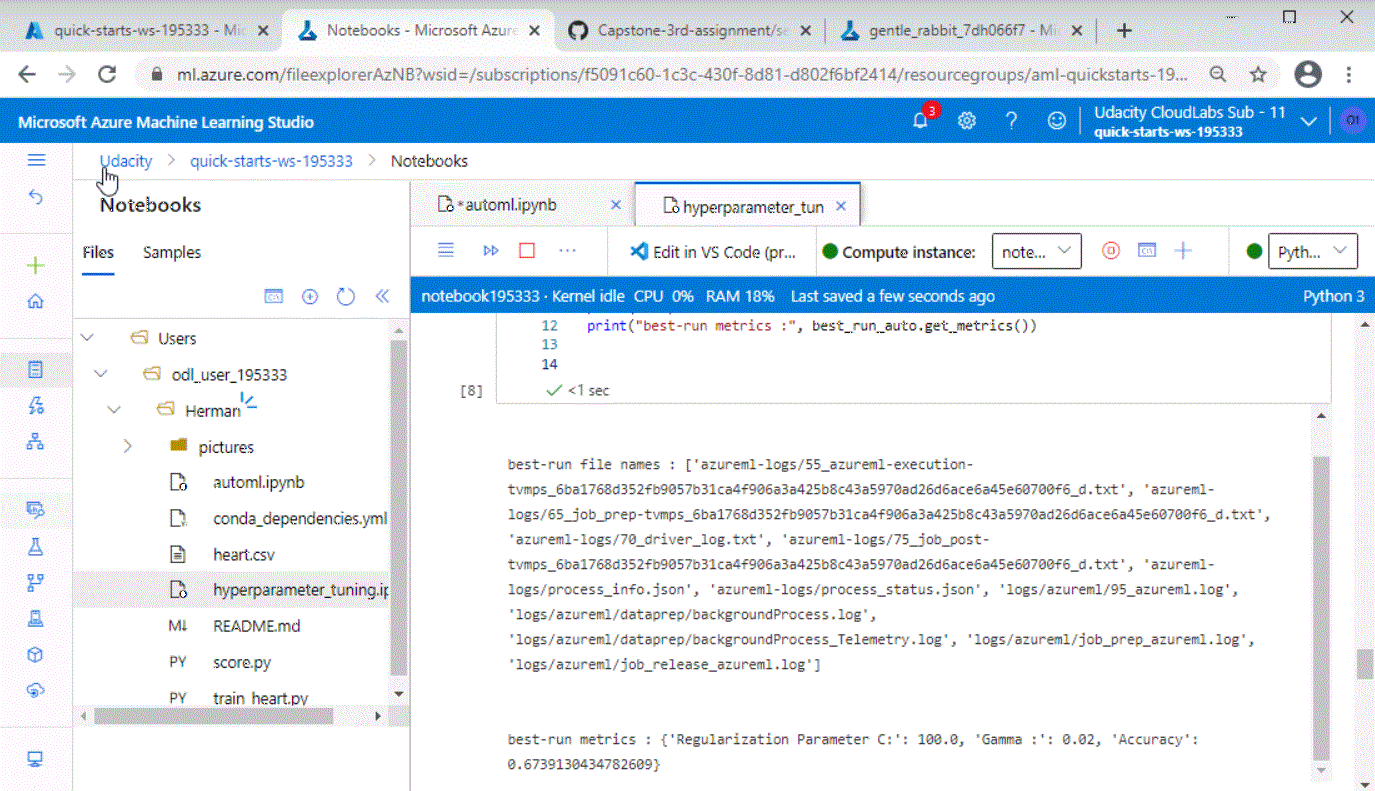 quick-starts-ws-195333 - Mic
Notebooks - Microsoft Azure
Capstone-3rd-assignment/se
gentle_rabbit_7dh066f7 - Mic
ml.azure.com/fileexplorerAzNB?wsid=/subscriptions/f5091c60-1c3c-430f-8d81-d802f6bf2414/resourcegroups/aml-quickstarts-19...
Microsoft Azure Machine Learning Studio
3
Udacity CloudLabs Sub - 11
quick-starts-ws-195333
Udacity > quick-starts-ws-195333 > Notebooks
Notebooks
Files Samples
Users
odl_user_195333
Herman
pictures
automl.ipynb
conda_dependencies.yml
heart.csv
hyperparameter_tuning.ip
M↓ README.md
PY score.py
PY train_heart.py
*automl.ipynb
hyperparameter_tun
Edit in VS Code (pr...
Compute instance:
note...
Pyth...
notebook195333 · Kernel idle CPU 0% RAM 18% Last saved a few seconds ago
Python 3
12 print("best-run metrics :", best_run_auto.get_metrics())
13
14
[8] <1 sec
best-run file names : ['azureml-logs/55_azureml-execution-
tvmps_6ba1768d352fb9057b31ca4f906a3a425b8c43a5970ad26d6ace6a45e60700f6_d.txt', 'azureml-
logs/65_job_prep-tvmps_6ba1768d352fb9057b31ca4f906a3a425b8c43a5970ad26d6ace6a45e60700f6_d.txt',
'azureml-logs/70_driver_log.txt', 'azureml-logs/75_job_post-
tvmps_6ba1768d352fb9057b31ca4f906a3a425b8c43a5970ad26d6ace6a45e60700f6_d.txt', 'azureml-
logs/process_info.json', 'azureml-logs/process_status.json', 'logs/azureml/95_azureml.log',
'logs/azureml/dataprep/backgroundProcess.log',
'logs/azureml/dataprep/backgroundProcess_Telemetry.log', 'logs/azureml/job_prep_azureml.log',
'logs/azureml/job_release_azureml.log']
best-run metrics : {'Regularization Parameter C:': 100.0, 'Gamma :': 0.02, 'Accuracy':
0.6739130434782609}